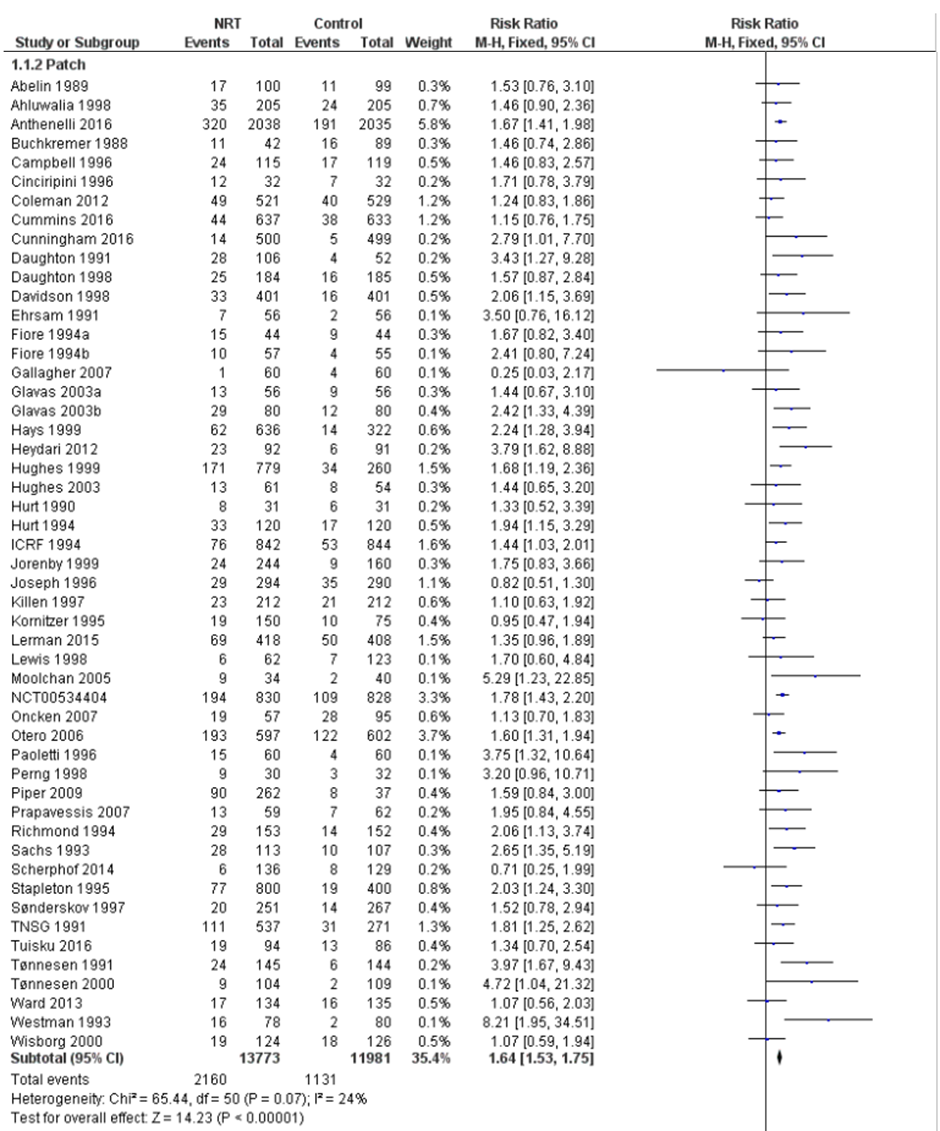 NRT Control Risk Ratio Risk Ratio
Study or Subgroup Events Total Events Total Weight M-H, Fixed, 95% CI M-H, Fixed, 95% CI
1.1.2 Patch
Abelin 1989 17 100 11 99 0.3% 1.53 [0.76, 3.10]
Ahluwalia 1998 35 205 24 205 0.7% 1.46 [0.90, 2.36]
Anthenelli 2016 320 2038 191 2035 5.8% 1.67 [1.41, 1.98]
Buchkremer 1988 11 42 16 89 0.3% 1.46 [0.74, 2.86]
Campbell 1996 24 115 17 119 0.5% 1.46 [0.83, 2.57]
Cinciripini 1996 12 32 7 32 0.2% 1.71 [0.78, 3.79]
Coleman 2012 49 521 40 529 1.2% 1.24 [0.83, 1.86]
Cummins 2016 44 637 38 633 1.2% 1.15 [0.76, 1.75]
Cunningham 2016 14 500 5 499 0.2% 2.79 [1.01, 7.70]
Daughton 1991 28 106 4 52 0.2% 3.43 [1.27, 9.28]
Daughton 1998 25 184 16 185 0.5% 1.57 [0.87, 2.84]
Davidson 1998 33 401 16 401 0.5% 2.06 [1.15, 3.69]
Ehrsam 1991 7 56 2 56 0.1% 3.50 [0.76, 16.12]
Fiore 1994a 15 44 9 44 0.3% 1.67 [0.82, 3.40]
Fiore 1994b 10 57 4 55 0.1% 2.41 [0.80, 7.24]
Gallagher 2007 1 60 4 60 0.1% 0.25 [0.03, 2.17]
Glavas 2003a 13 56 9 56 0.3% 1.44 [0.67, 3.10]
Glavas 2003b 29 80 12 80 0.4% 2.42 [1.33, 4.39]
Hays 1999 62 636 14 322 0.6% 2.24 [1.28, 3.94]
Heydari 2012 23 92 6 91 0.2% 3.79 [1.62, 8.88]
Hughes 1999 171 779 34 260 1.5% 1.68 [1.19, 2.36]
Hughes 2003 13 61 8 54 0.3% 1.44 [0.65, 3.20]
Hurt 1990 8 31 6 31 0.2% 1.33 [0.52, 3.39]
Hurt 1994 33 120 17 120 0.5% 1.94 [1.15, 3.29]
ICRF 1994 76 842 53 844 1.6% 1.44 [1.03, 2.01]
Jorenby 1999 24 244 9 160 0.3% 1.75 [0.83, 3.66]
Joseph 1996 29 294 35 290 1.1% 0.82 [0.51, 1.30]
Killen 1997 23 212 21 212 0.6% 1.10 [0.63, 1.92]
Kornitzer 1995 19 150 10 75 0.4% 0.95 [0.47, 1.94]
Lerman 2015 69 418 50 408 1.5% 1.35 [0.96, 1.89]
Lewis 1998 6 62 7 123 0.1% 1.70 [0.60, 4.84]
Moolchan 2005 9 34 2 40 0.1% 5.29 [1.23, 22.85]
NCT00534404 194 830 109 828 3.3% 1.78 [1.43, 2.20]
Oncken 2007 19 57 28 95 0.6% 1.13 [0.70, 1.83]
Otero 2006 193 597 122 602 3.7% 1.60 [1.31, 1.94]
Paoletti 1996 15 60 4 60 0.1% 3.75 [1.32, 10.64]
Perng 1998 9 30 3 32 0.1% 3.20 [0.96, 10.71]
Piper 2009 90 262 8 37 0.4% 1.59 [0.84, 3.00]
Prapavessis 2007 13 59 7 62 0.2% 1.95 [0.84, 4.55]
Richmond 1994 29 153 14 152 0.4% 2.06 [1.13, 3.74]
Sachs 1993 28 113 10 107 0.3% 2.65 [1.35, 5.19]
Scherphof 2014 6 136 8 129 0.3% 0.71 [0.25, 1.99]
Stapleton 1995 77 800 19 400 0.8% 2.03 [1.24, 3.30]
Sønderskov 1997 20 251 14 267 0.4% 1.52 [0.78, 2.94]
TNSG 1991 111 537 31 271 1.3% 1.81 [1.25, 2.62]
Tuisku 2016 19 94 13 86 0.4% 1.34 [0.70, 2.54]
Tønnesen 1991 24 145 6 144 0.2% 3.97 [1.67, 9.43]
Tønnesen 2000 9 104 2 109 0.1% 4.72 [1.04, 21.32]
Ward 2013 17 134 16 135 0.5% 1.07 [0.56, 2.03]
Westman 1993 16 78 2 80 0.1% 8.21 [1.95, 34.51]
Wisborg 2000 19 124 18 126 0.5% 1.07 [0.59, 1.94]
Subtotal (95% CI) 13773 11981 35.4% 1.64 [1.53, 1.75]
Total events 2160 1131
Heterogeneity: Chi² = 65.44, df = 50 (P = 0.07); I² = 24%
Test for overall effect: Z = 14.23 (P < 0.00001)